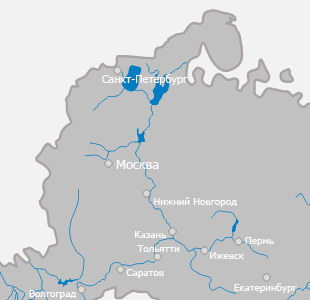 Санкт-Петербург
Москва
Нижний Новгород
Казань
Пермь
Тольятти
Ижевск
Саратов
Екатеринбург
Волгоград